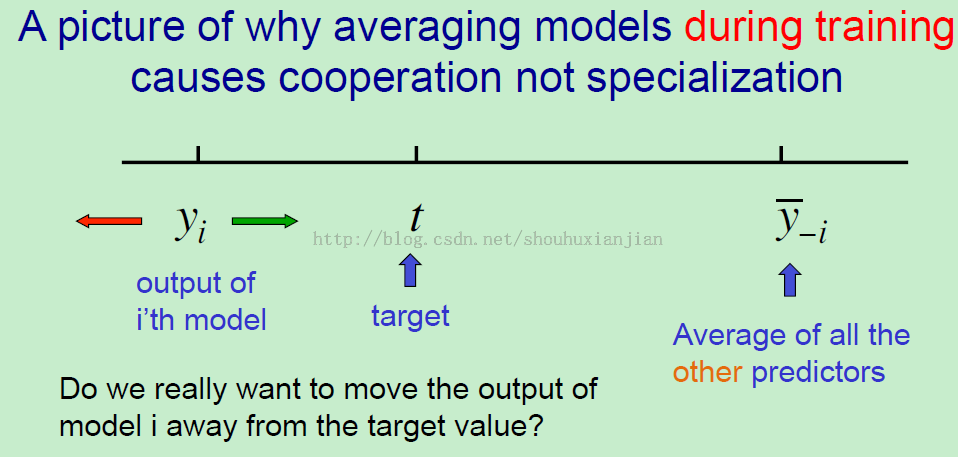 A picture of why averaging models during training
causes cooperation not specialization
yᵢ
t
y̅₋ᵢ
http://blog.csdn.net/shouhuxianjian
output of
i’th model
target
Average of all the
other predictors
Do we really want to move the output of
model i away from the target value?